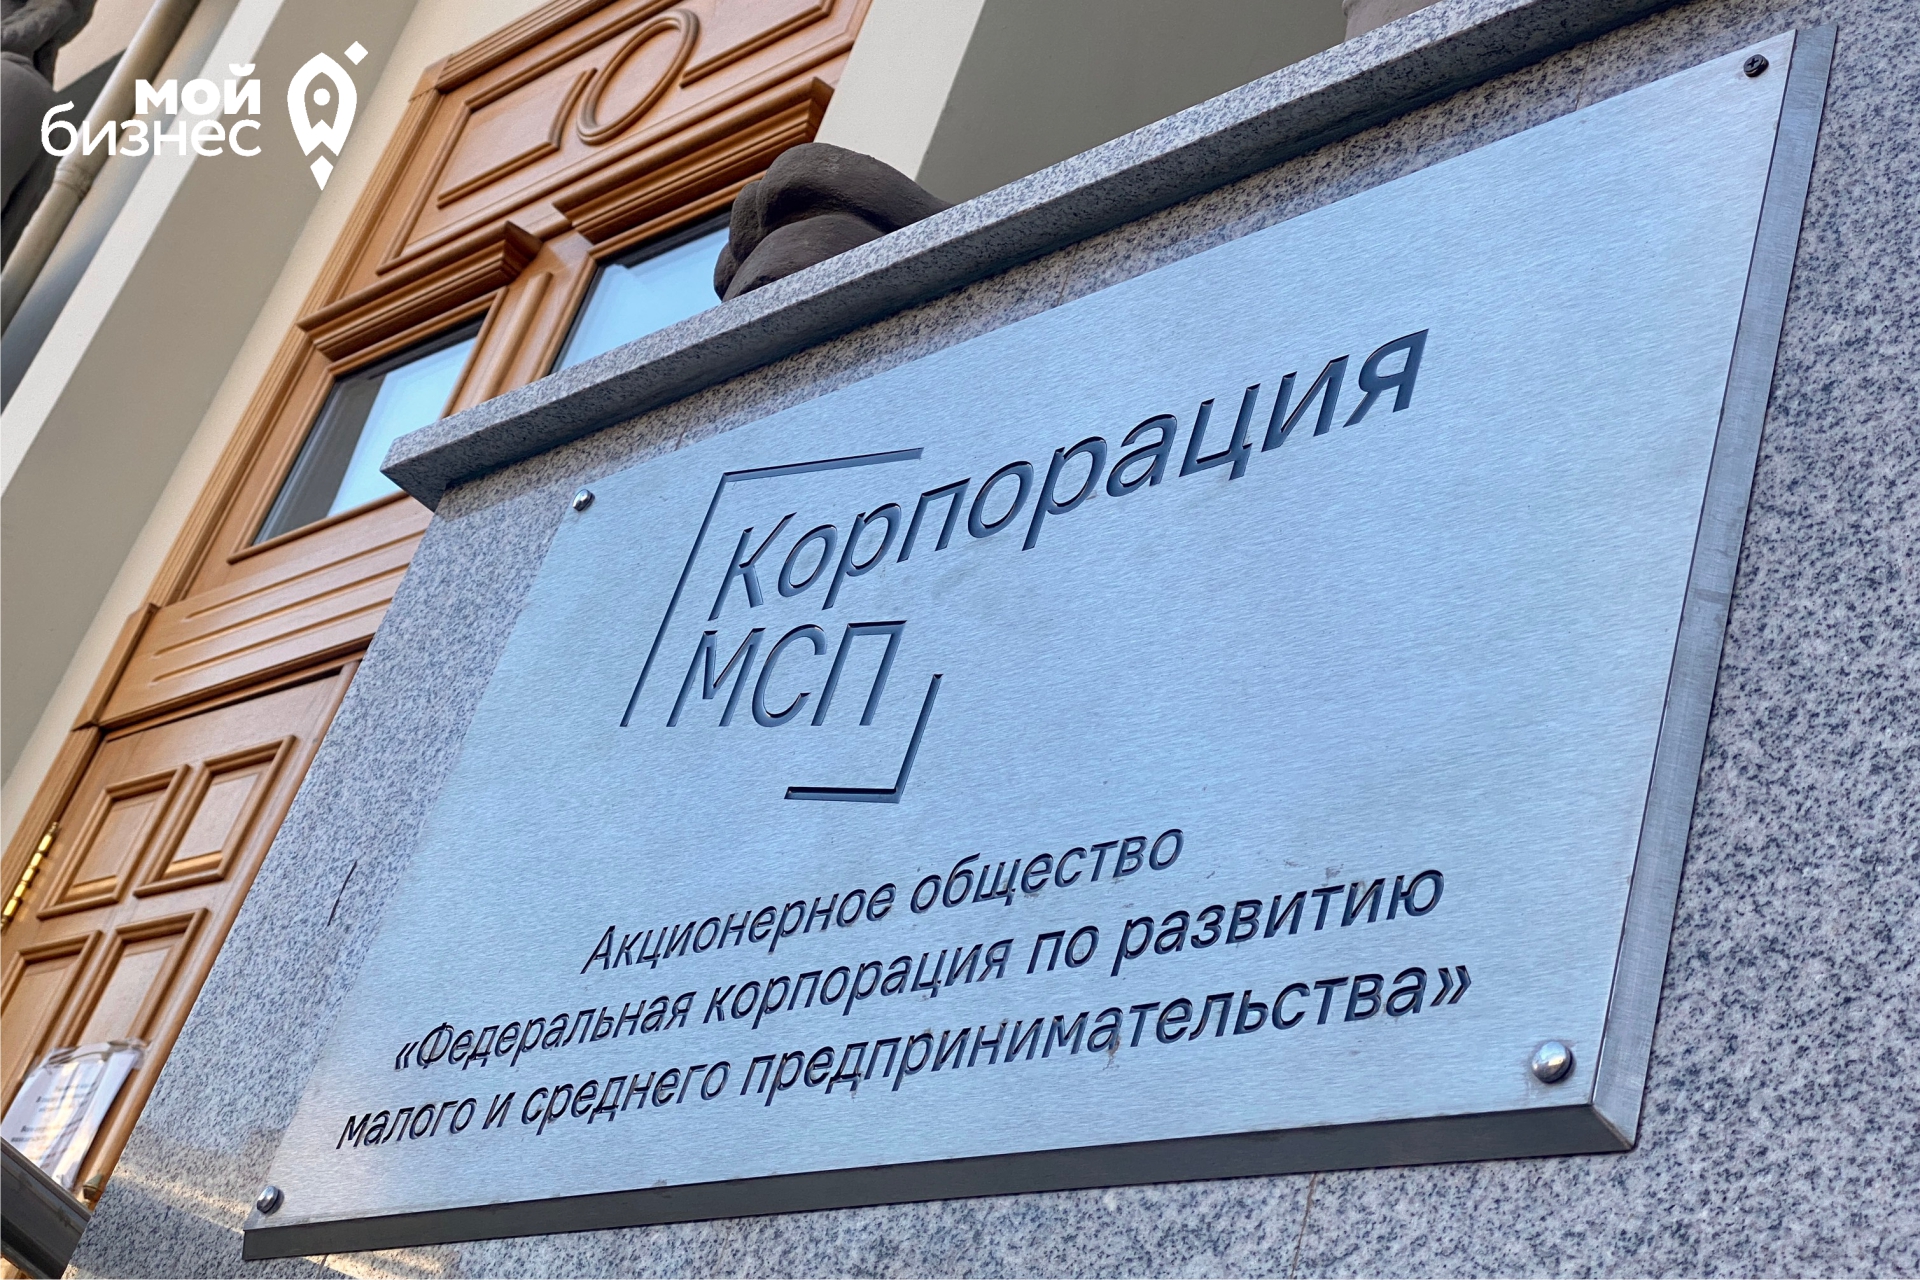 мой
бизнес
Корпорация
МСП
Акционерное общество
«Федеральная корпорация по развитию
малого и среднего предпринимательства»